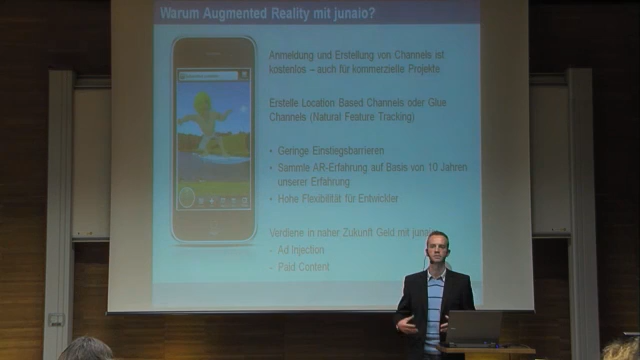 Warum Augmented Reality mit junaio?
Anmeldung und Erstellung von Channels ist
kostenlos – auch für kommerzielle Projekte
Erstelle Location Based Channels oder Glue
Channels (Natural Feature Tracking)
• Geringe Einstiegsbarrieren
• Sammle AR-Erfahrung auf Basis von 10 Jahren
unserer Erfahrung
• Hohe Flexibilität für Entwickler
Verdiene in naher Zukunft Geld mit
- Ad Injection
- Paid Content